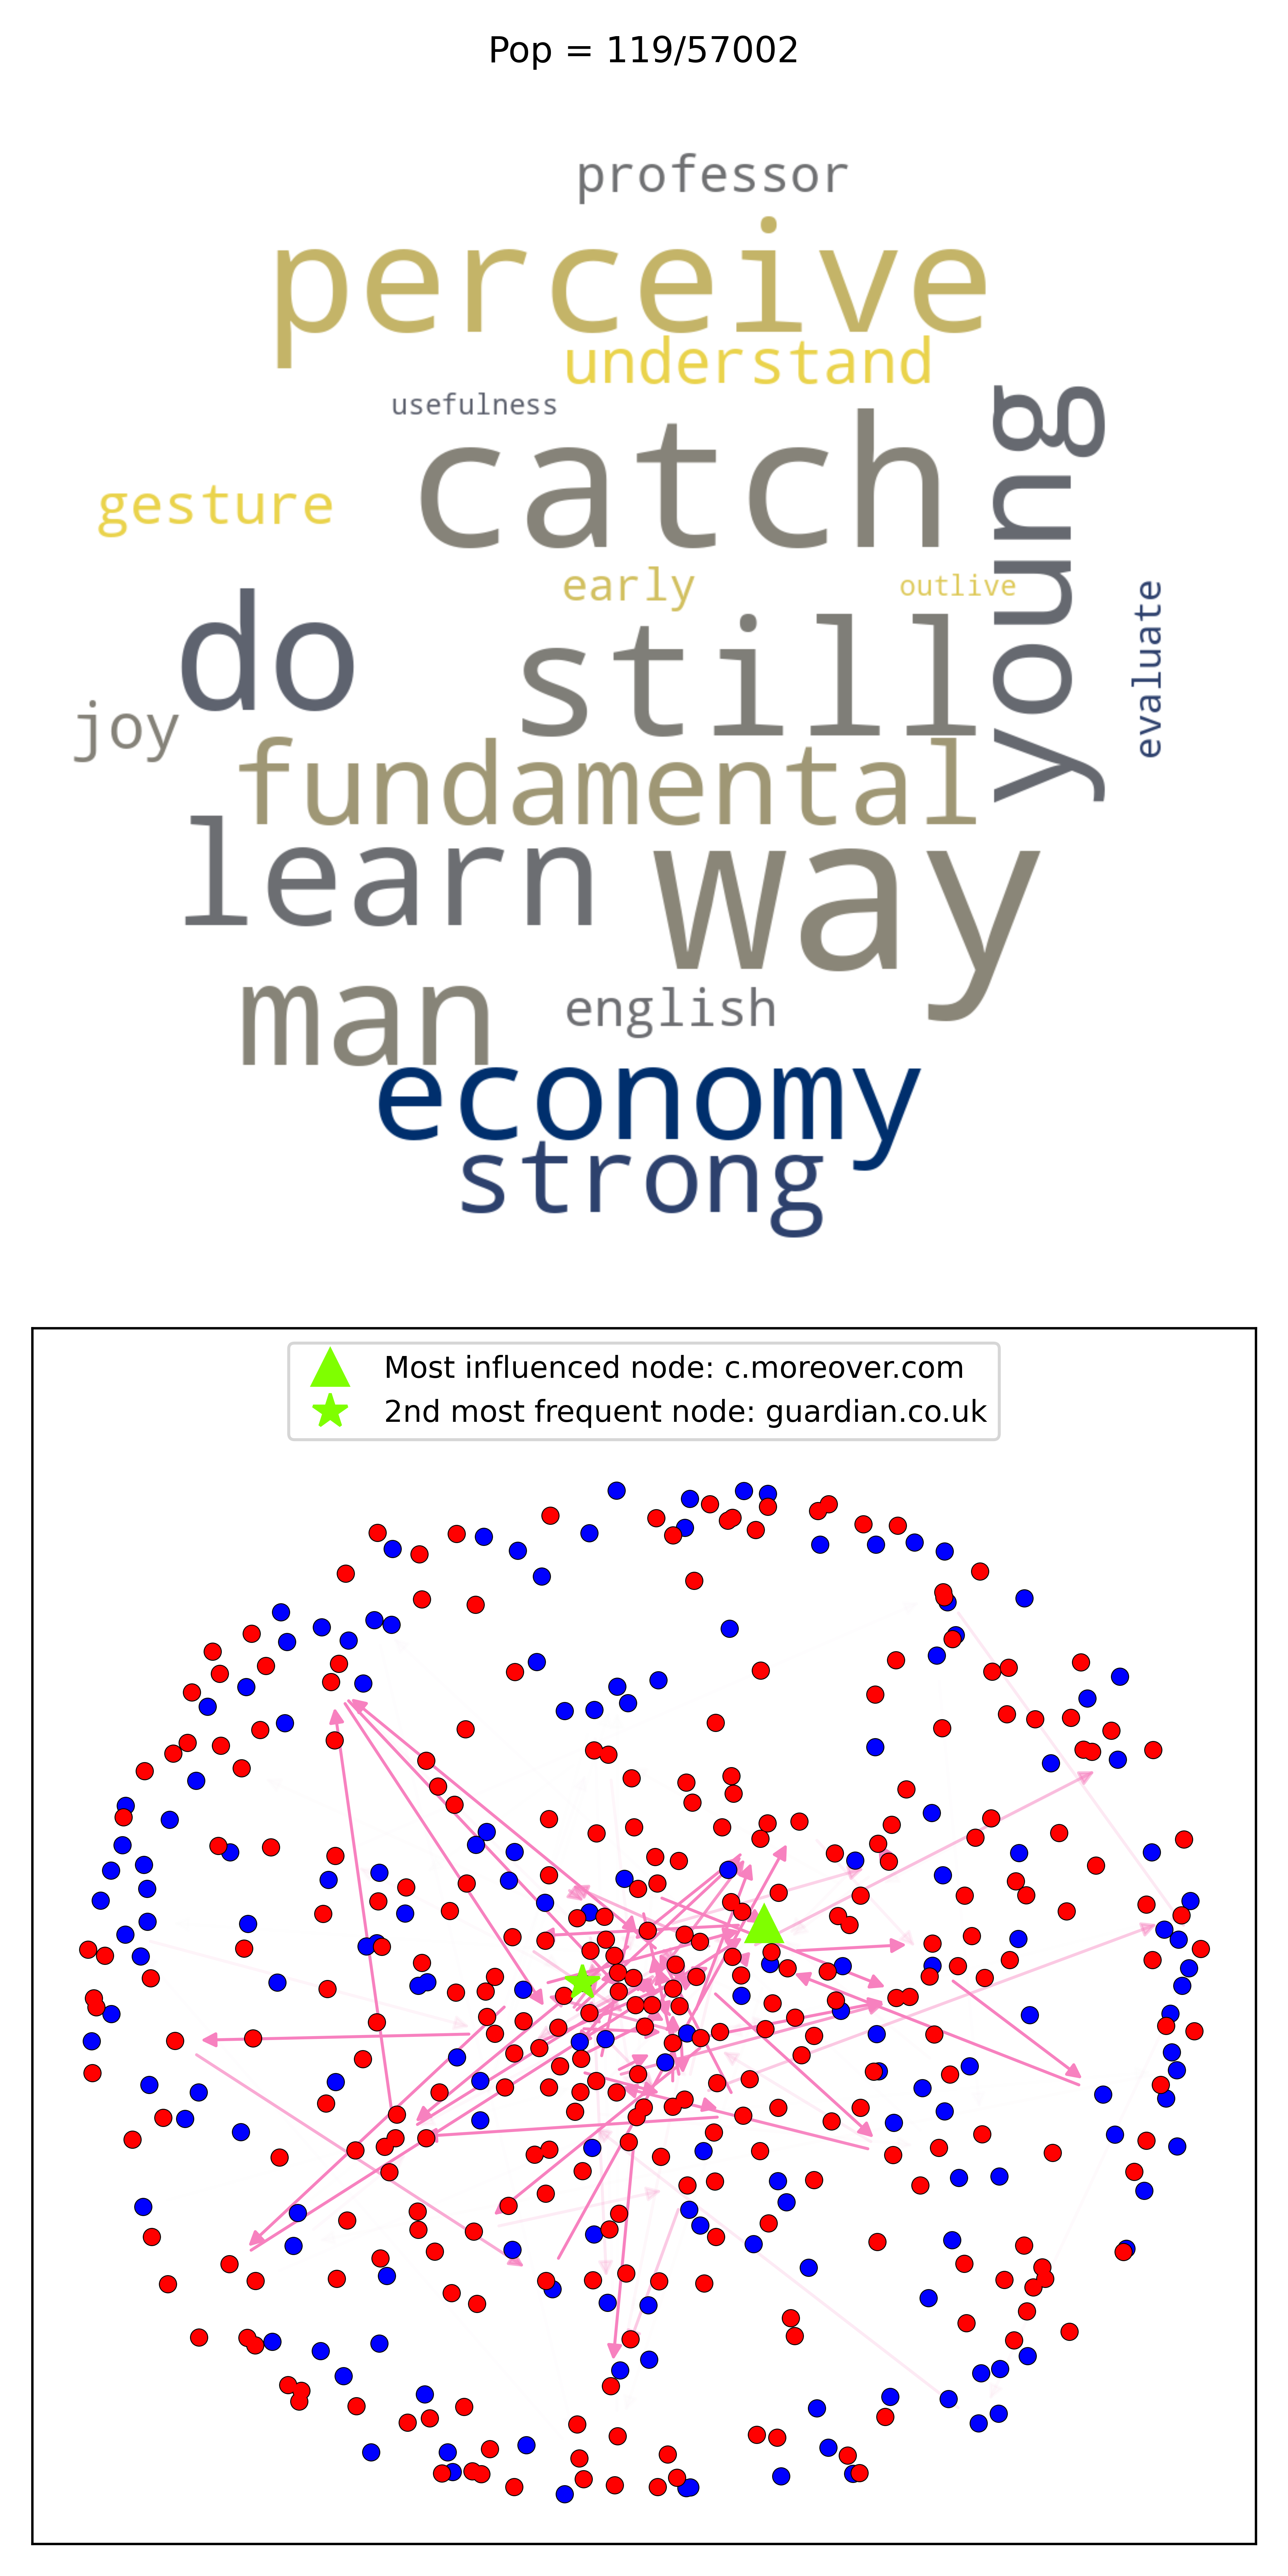 Pop = 119/57002
professor
perceive
understand
usefulness
catch
young
gesture
early
outlive
evaluate
do
still
joy
fundamental
learn
way
man
english
economy
strong
Most influenced node: c.moreover.com
2nd most frequent node: guardian.co.uk